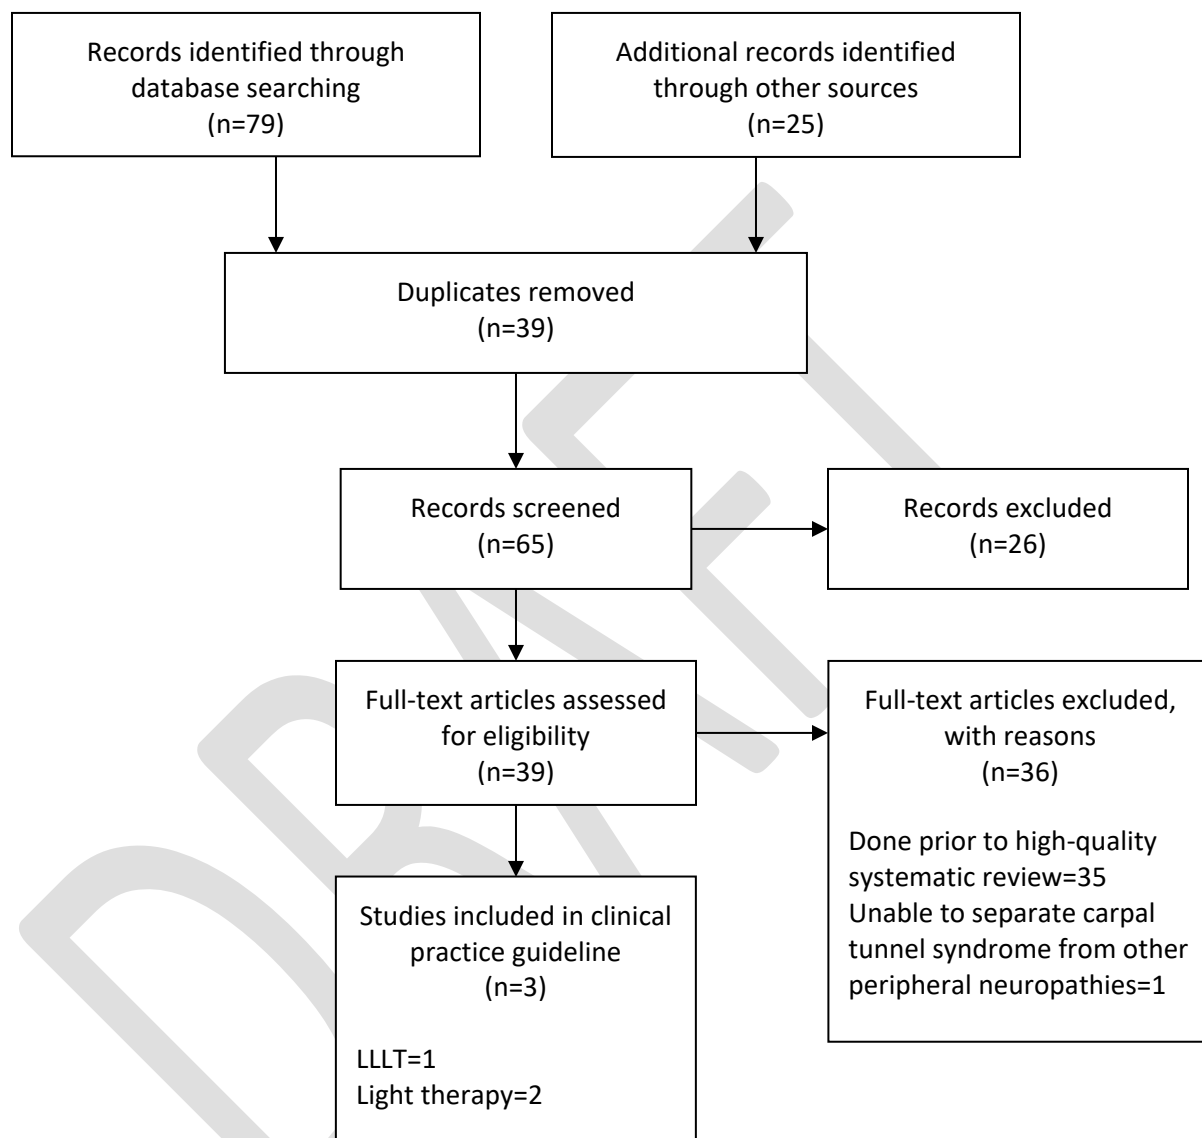 Records identified through
database searching
(n=79)
Additional records identified
through other sources
(n=25)
Duplicates removed
(n=39)
Records screened
(n=65)
Records excluded
(n=26)
Full-text articles assessed
for eligibility
(n=39)
Full-text articles excluded,
with reasons
(n=36)
Done prior to high-quality
systematic review=35
Unable to separate carpal
tunnel syndrome from other
peripheral neuropathies=1
Studies included in clinical
practice guideline
(n=3)
LLLT=1
Light therapy=2
DRAFT